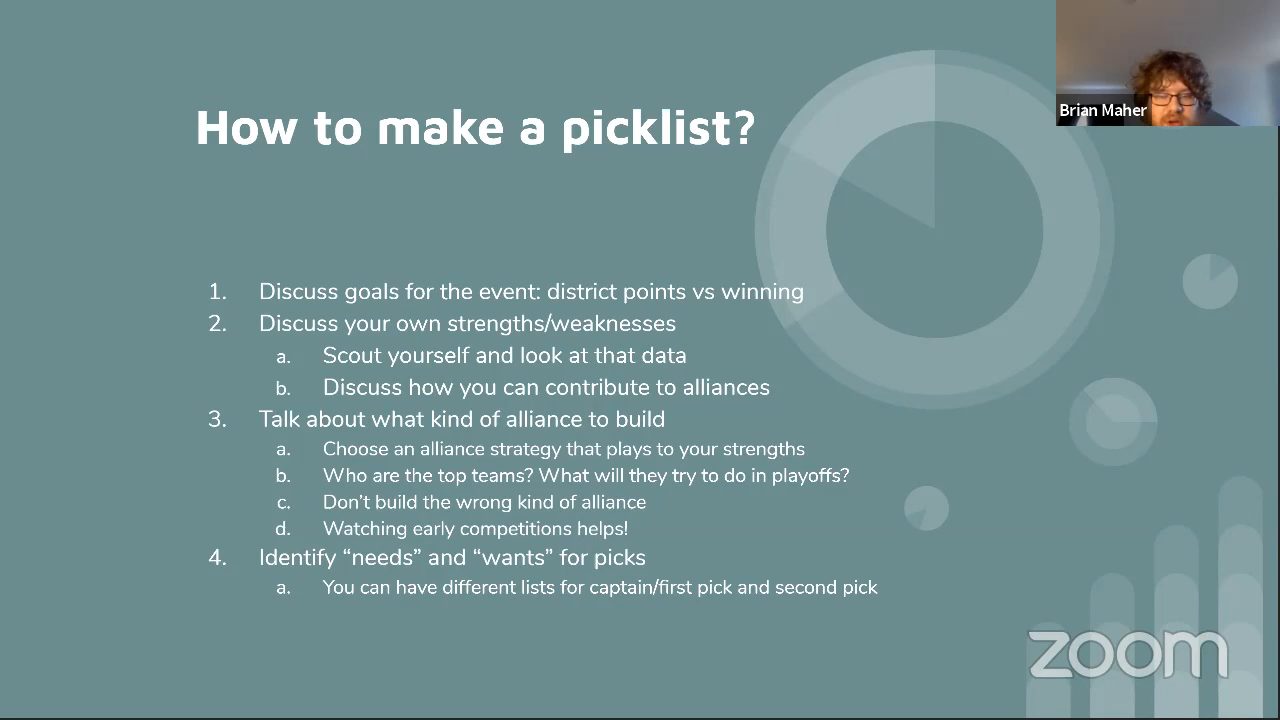 How to make a picklist?
Brian Maher
1. Discuss goals for the event: district points vs winning
2. Discuss your own strengths/weaknesses
a. Scout yourself and look at that data
b. Discuss how you can contribute to alliances
3. Talk about what kind of alliance to build
a. Choose an alliance strategy that plays to your strengths
b. Who are the top teams? What will they try to do in playoffs?
c. Don’t build the wrong kind of alliance
d. Watching early competitions helps!
4. Identify “needs” and “wants” for picks
a. You can have different lists for captain/first pick and second pick
zoom